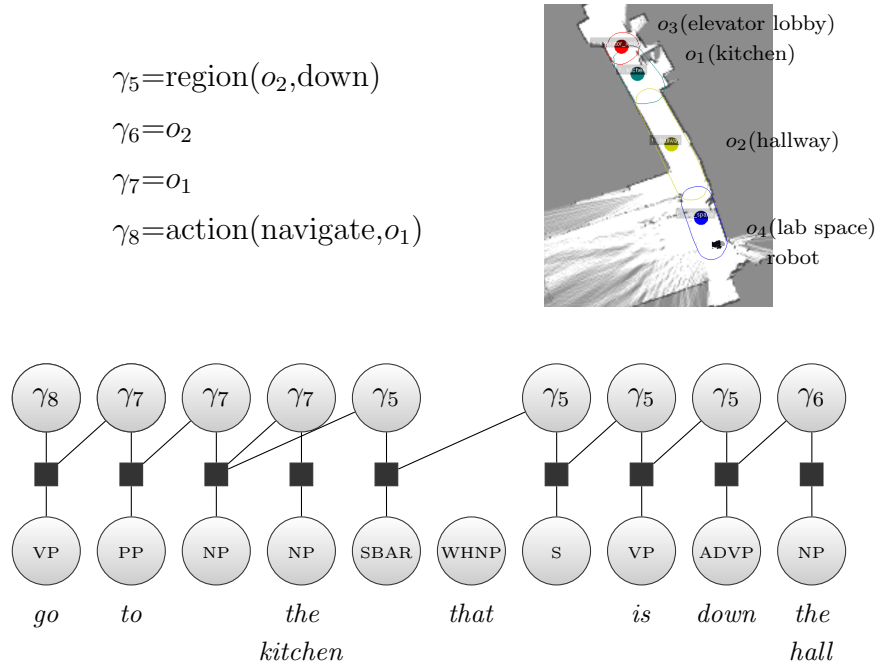 γ₅=region(o₂,down)
γ₆=o₂
γ₇=o₁
γ₈=action(navigate,o₁)
o₃(elevator lobby)
o₁(kitchen)
o₂(hallway)
o₄(lab space)
robot
γ₈ γ₇ γ₇ γ₇ γ₅ γ₅ γ₅ γ₅ γ₆
VP PP NP NP SBAR WHNP S VP ADVP NP
go to the that is down the
kitchen hall